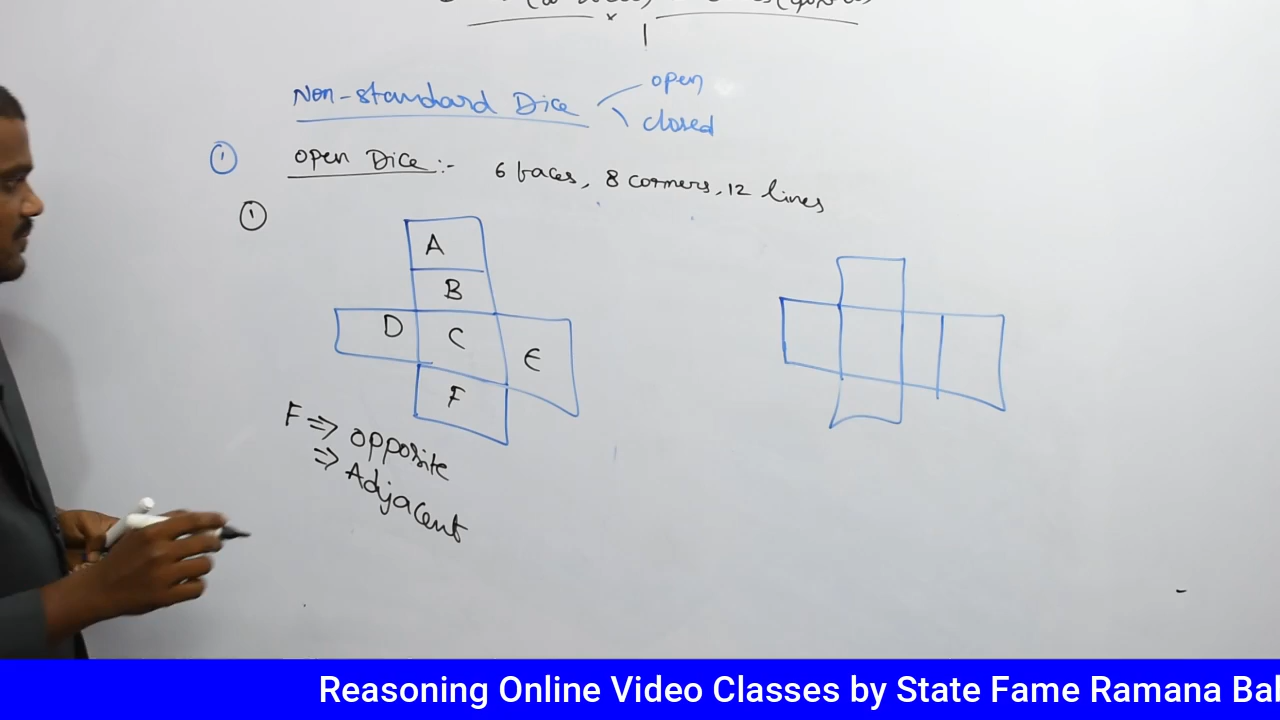 Non-standard Dice
open
closed
① open Dice:- 6 faces, 8 corners, 12 lines
①
A
B
D C E
F
F ⇒ opposite
⇒ Adjacent
Reasoning Online Video Classes by State Fame Ramana Bal